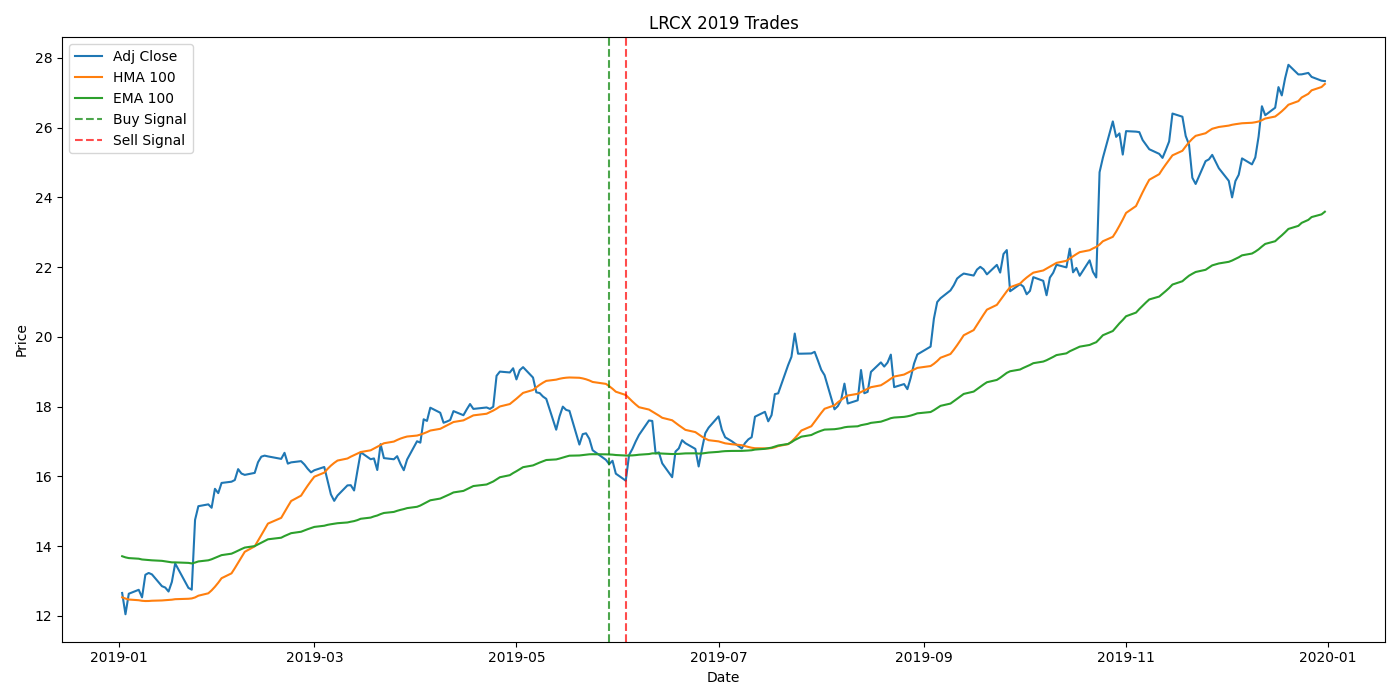 LRCX 2019 Trades
Adj Close
HMA 100
EMA 100
Buy Signal
Sell Signal
28
26
24
22
20
18
16
14
12
Price
2019-01
2019-03
2019-05
2019-07
2019-09
2019-11
2020-01
Date